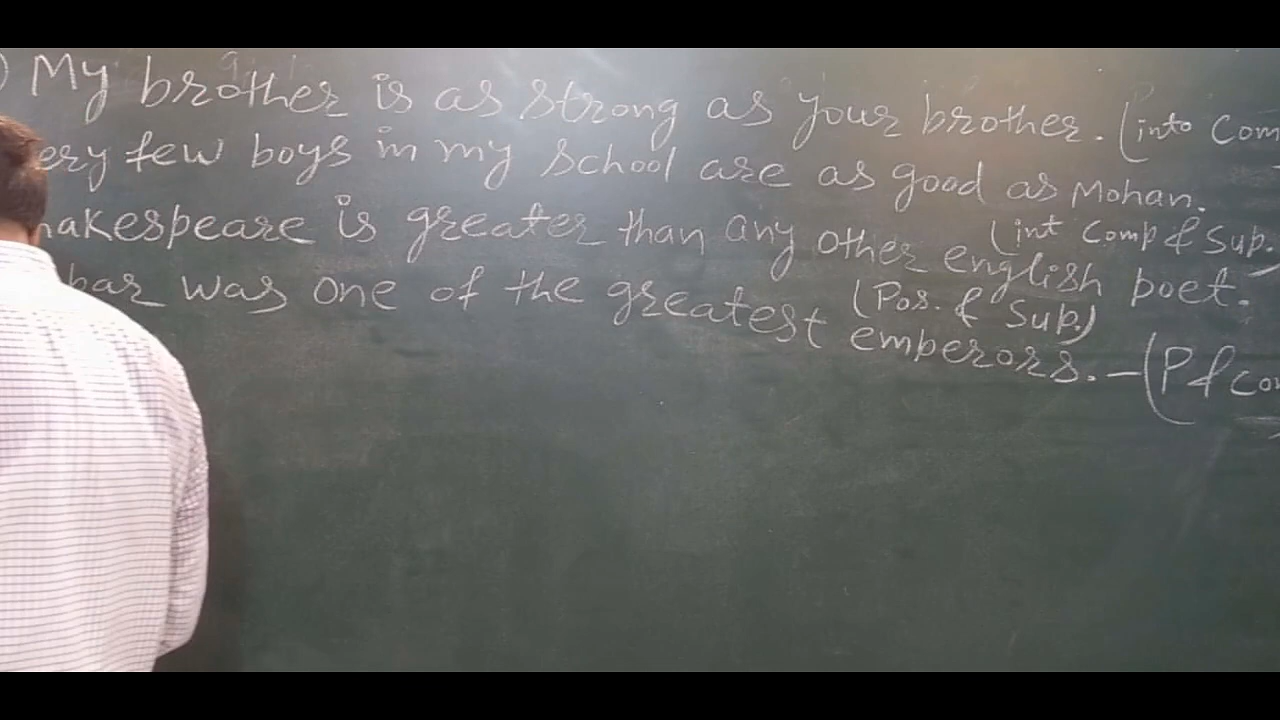 ) My brother is as strong as your brother. (into Com
ery few boys in my school are as good as Mohan.
(int Comp & Sup.)
hakespeare is greater than any other english poet.
(Pos. & Sup.)
bar was one of the greatest emperors. – (P & con